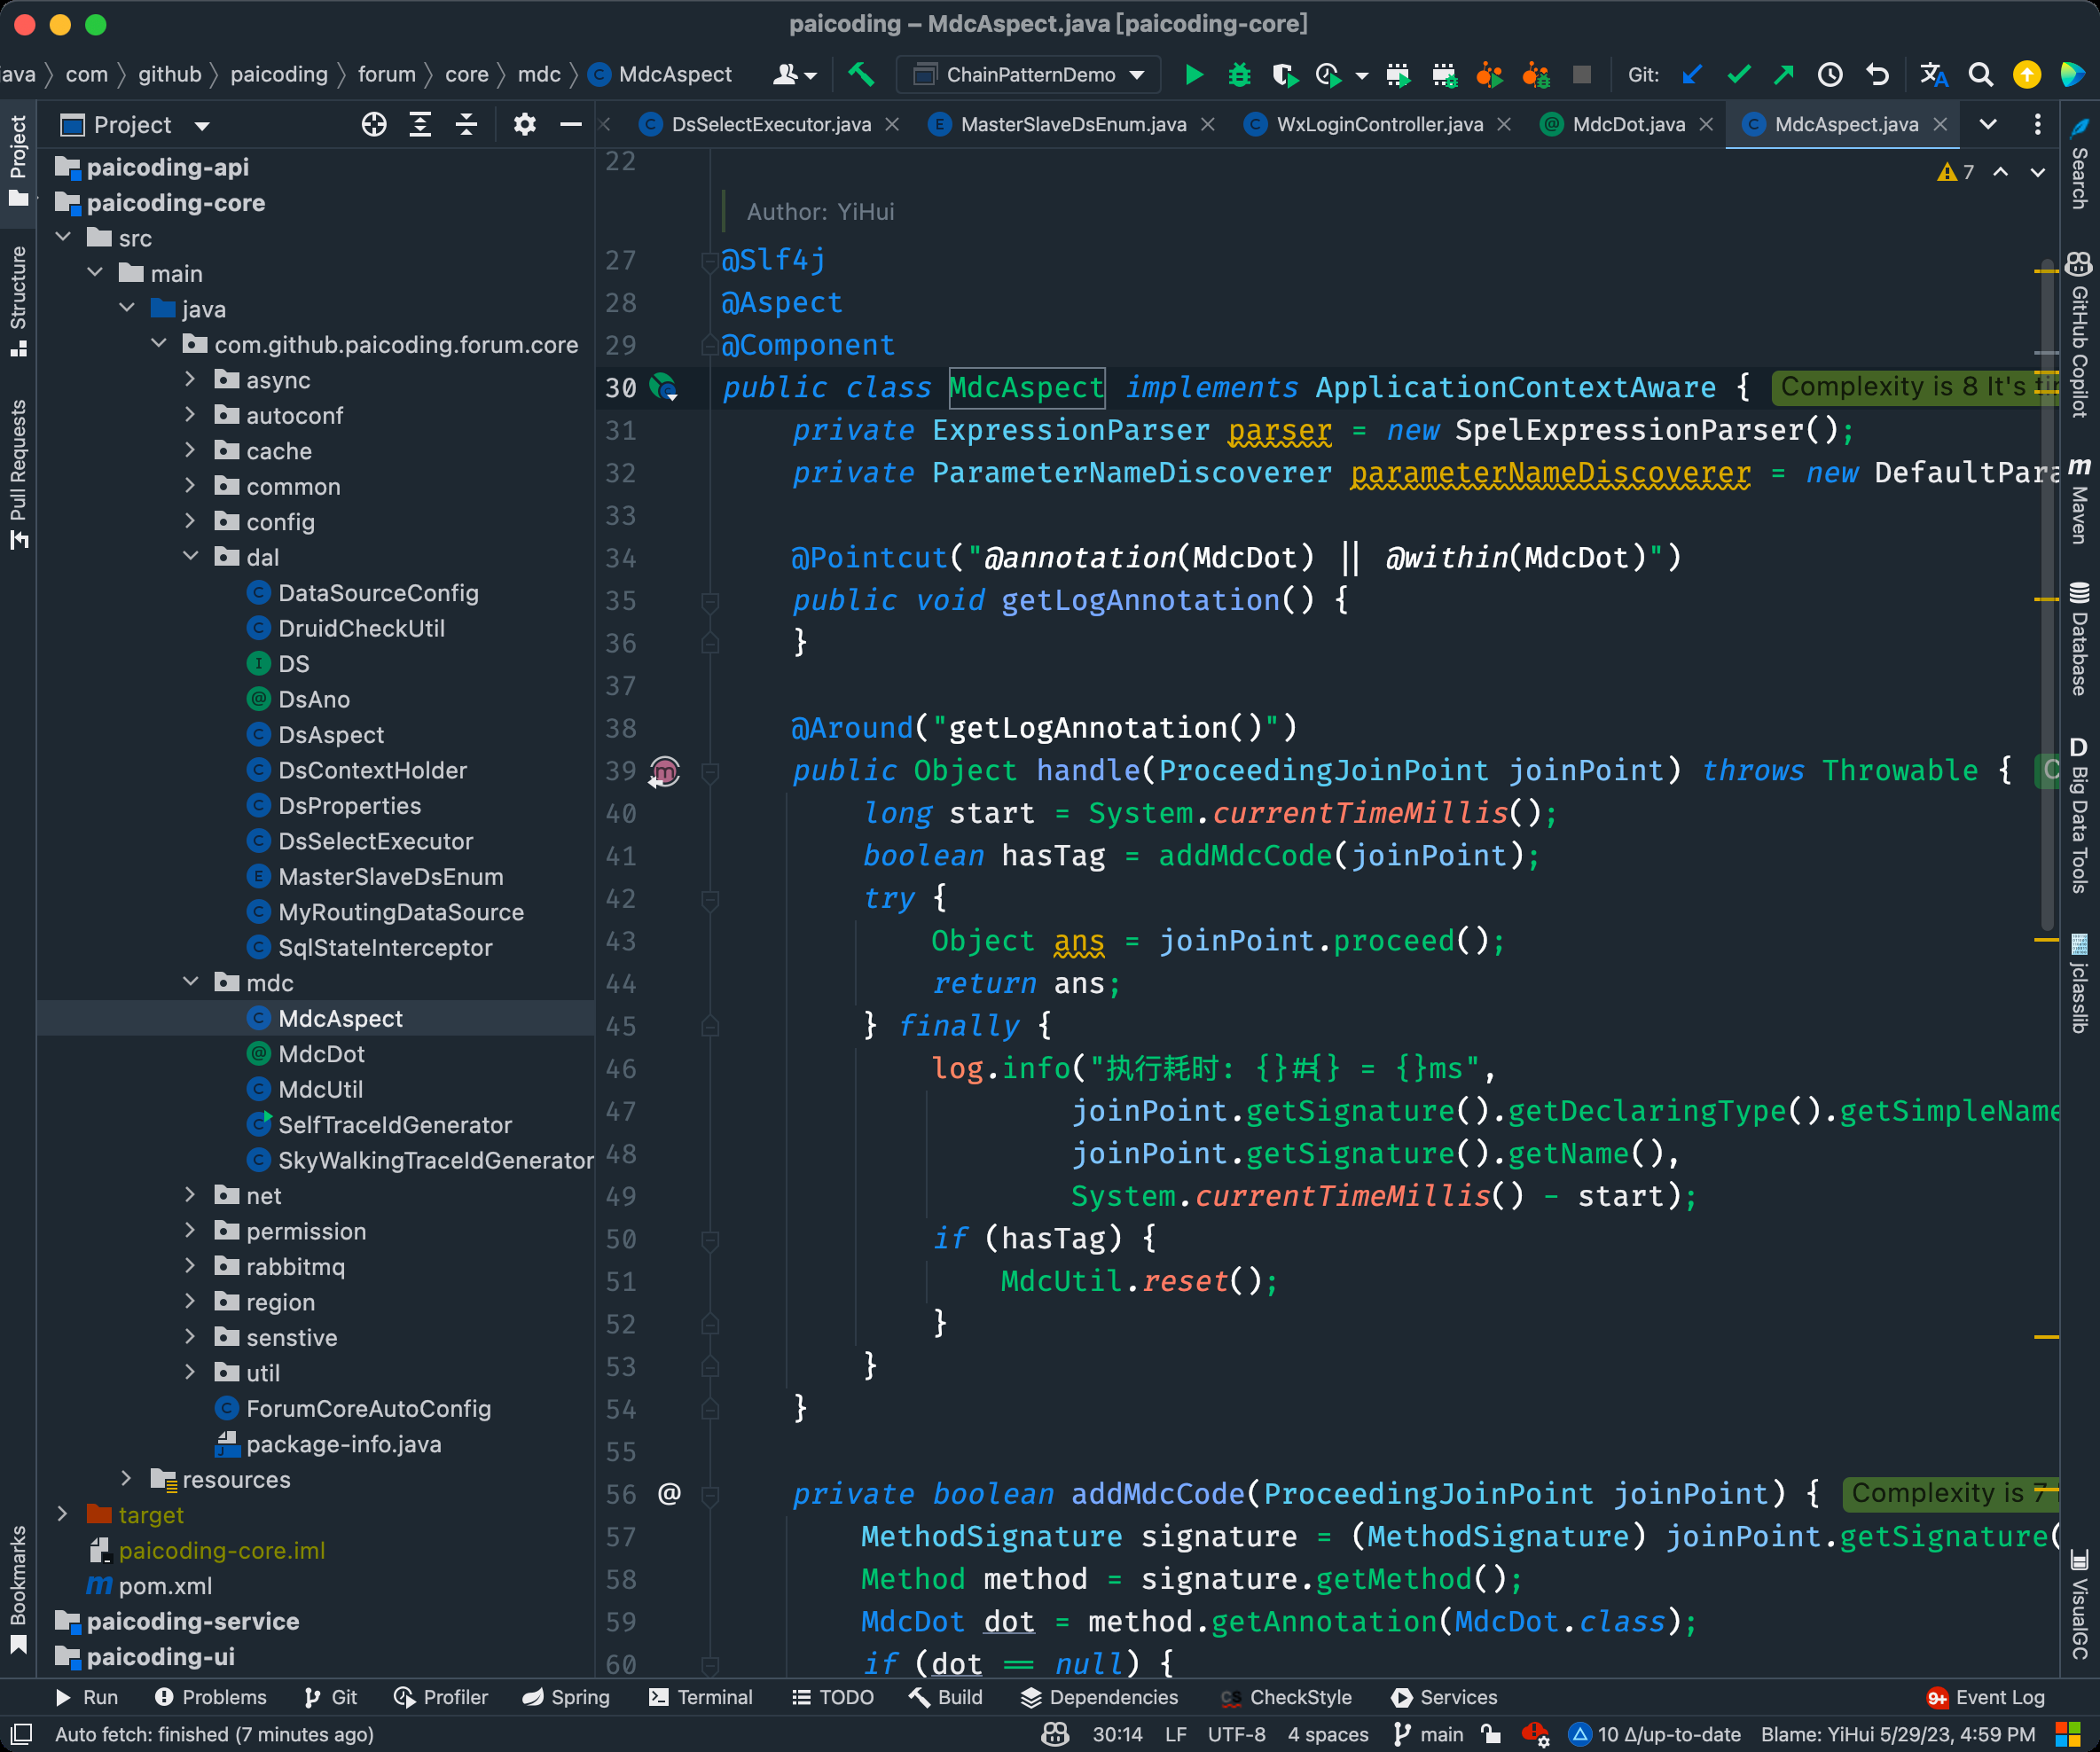 paicoding – MdcAspect.java [paicoding-core]
java com github paicoding forum core mdc MdcAspect ChainPatternDemo Git:
Project DsSelectExecutor.java MasterSlaveDsEnum.java WxLoginController.java MdcDot.java MdcAspect.java
Project
Structure
Pull Requests
Bookmarks
paicoding-api
paicoding-core
src
main
java
com.github.paicoding.forum.core
async
autoconf
cache
common
config
dal
DataSourceConfig
DruidCheckUtil
DS
DsAno
DsAspect
DsContextHolder
DsProperties
DsSelectExecutor
MasterSlaveDsEnum
MyRoutingDataSource
SqlStateInterceptor
mdc
MdcAspect
MdcDot
MdcUtil
SelfTraceIdGenerator
SkyWalkingTraceIdGenerator
net
permission
rabbitmq
region
senstive
util
ForumCoreAutoConfig
package-info.java
resources
target
paicoding-core.iml
pom.xml
paicoding-service
paicoding-ui
7
22
Author: YiHui
27 @Slf4j
28 @Aspect
29 @Component
30 public class MdcAspect implements ApplicationContextAware { Complexity is 8 It's
31 private ExpressionParser parser = new SpelExpressionParser();
32 private ParameterNameDiscoverer parameterNameDiscoverer = new DefaultPara
33
34 @Pointcut("@annotation(MdcDot) || @within(MdcDot)")
35 public void getLogAnnotation() {
36 }
37
38 @Around("getLogAnnotation()")
39 public Object handle(ProceedingJoinPoint joinPoint) throws Throwable { C
40 long start = System.currentTimeMillis();
41 boolean hasTag = addMdcCode(joinPoint);
42 try {
43 Object ans = joinPoint.proceed();
44 return ans;
45 } finally {
46 log.info("执行耗时: {}#{} = {}ms",
47 joinPoint.getSignature().getDeclaringType().getSimpleName
48 joinPoint.getSignature().getName(),
49 System.currentTimeMillis() - start);
50 if (hasTag) {
51 MdcUtil.reset();
52 }
53 }
54 }
55
56 @ private boolean addMdcCode(ProceedingJoinPoint joinPoint) { Complexity is 7
57 MethodSignature signature = (MethodSignature) joinPoint.getSignature(
58 Method method = signature.getMethod();
59 MdcDot dot = method.getAnnotation(MdcDot.class);
60 if (dot == null) {
Search
GitHub Copilot
Maven
Database
Big Data Tools
jclasslib
VisualGC
Run Problems Git Profiler Spring Terminal TODO Build Dependencies CheckStyle Services 9+ Event Log
Auto fetch: finished (7 minutes ago) 30:14 LF UTF-8 4 spaces main 10 Δ/up-to-date Blame: YiHui 5/29/23, 4:59 PM